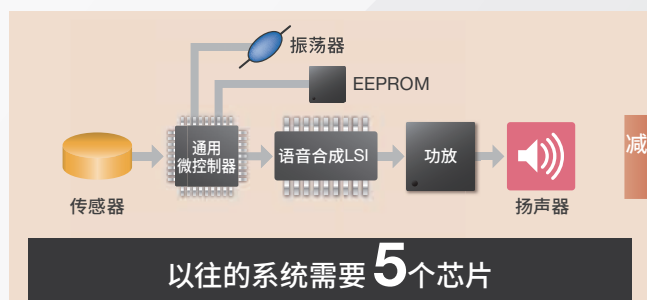 振荡器
EEPROM
通用
微控制器
语音合成LSI
功放
传感器
扬声器
减
以往的系统需要5个芯片